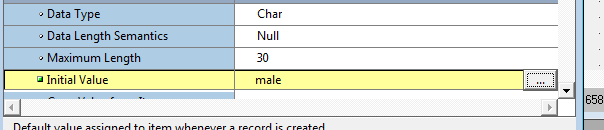 Data Type Char
Data Length Semantics Null
Maximum Length 30
Initial Value male ...
658
Default value assigned to item whenever a record is created